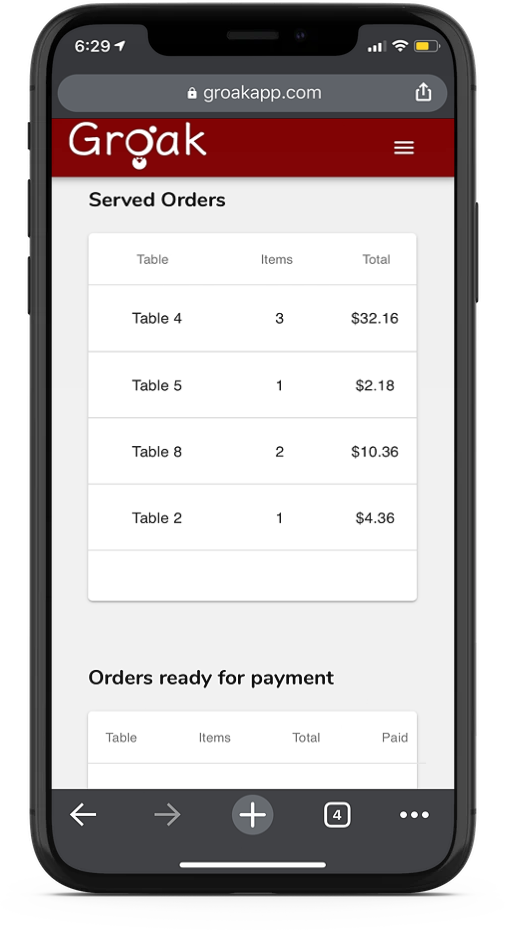 6:29
groakapp.com
Groak
Served Orders
Table Items Total
Table 4 3 $32.16
Table 5 1 $2.18
Table 8 2 $10.36
Table 2 1 $4.36
Orders ready for payment
Table Items Total Paid
4